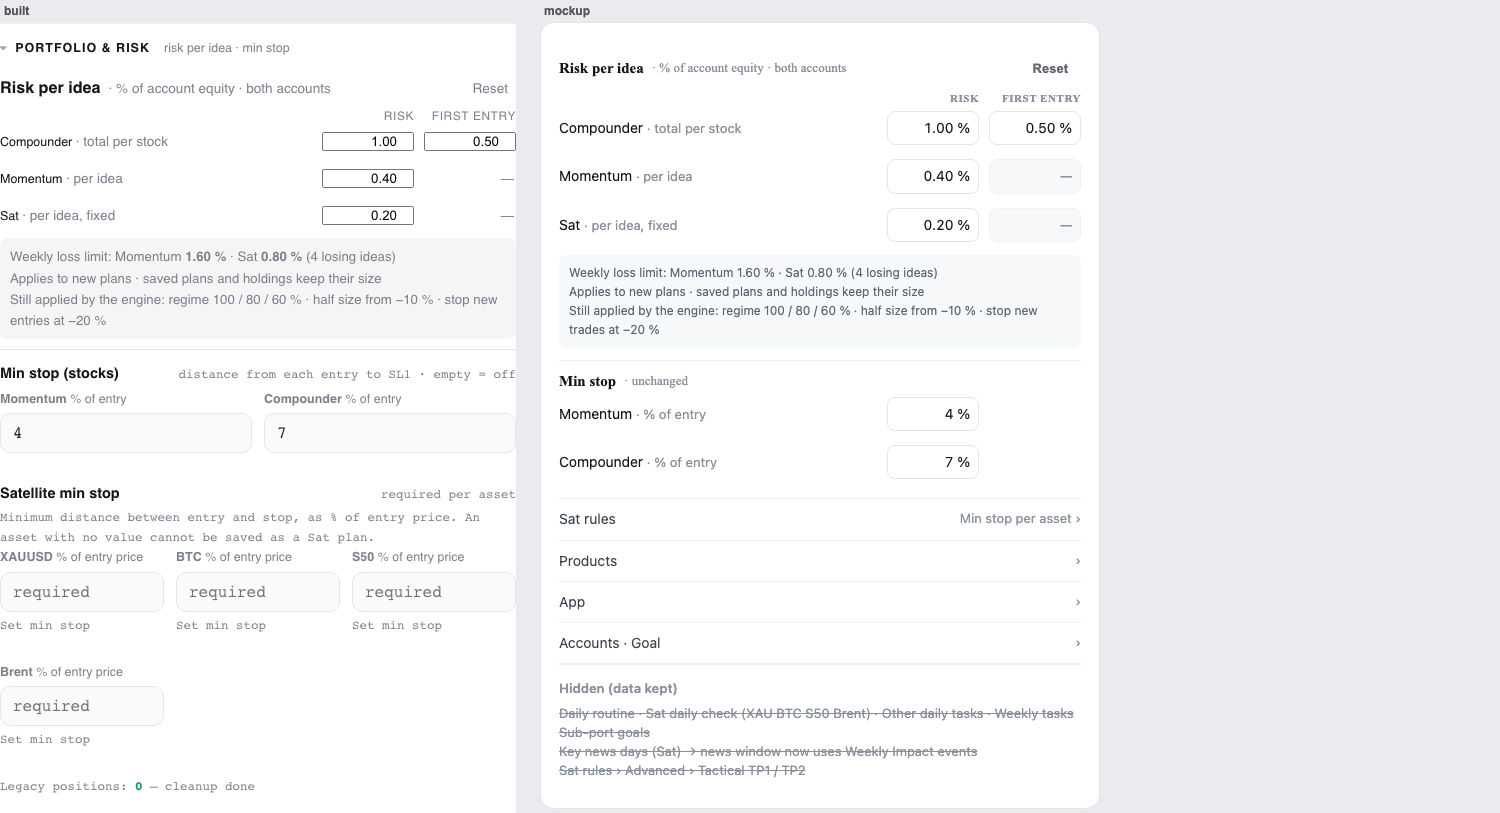 built
PORTFOLIO & RISK risk per idea · min stop
Risk per idea · % of account equity · both accounts Reset
RISK FIRST ENTRY
Compounder · total per stock 1.00 0.50
Momentum · per idea 0.40 —
Sat · per idea, fixed 0.20 —
Weekly loss limit: Momentum 1.60 % · Sat 0.80 % (4 losing ideas)
Applies to new plans · saved plans and holdings keep their size
Still applied by the engine: regime 100 / 80 / 60 % · half size from −10 % · stop new
entries at −20 %
Min stop (stocks) distance from each entry to SL1 · empty = off
Momentum % of entry Compounder % of entry
4 7
Satellite min stop required per asset
Minimum distance between entry and stop, as % of entry price. An
asset with no value cannot be saved as a Sat plan.
XAUUSD % of entry price BTC % of entry price S50 % of entry price
required required required
Set min stop Set min stop Set min stop
Brent % of entry price
required
Set min stop
Legacy positions: 0 — cleanup done
mockup
Risk per idea · % of account equity · both accounts Reset
RISK FIRST ENTRY
Compounder · total per stock 1.00 % 0.50 %
Momentum · per idea 0.40 % —
Sat · per idea, fixed 0.20 % —
Weekly loss limit: Momentum 1.60 % · Sat 0.80 % (4 losing ideas)
Applies to new plans · saved plans and holdings keep their size
Still applied by the engine: regime 100 / 80 / 60 % · half size from −10 % · stop new
trades at −20 %
Min stop · unchanged
Momentum · % of entry 4 %
Compounder · % of entry 7 %
Sat rules Min stop per asset ›
Products ›
App ›
Accounts · Goal ›
Hidden (data kept)
Daily routine · Sat daily check (XAU BTC S50 Brent) · Other daily tasks · Weekly tasks
Sub-port goals
Key news days (Sat) → news window now uses Weekly Impact events
Sat rules › Advanced › Tactical TP1 / TP2